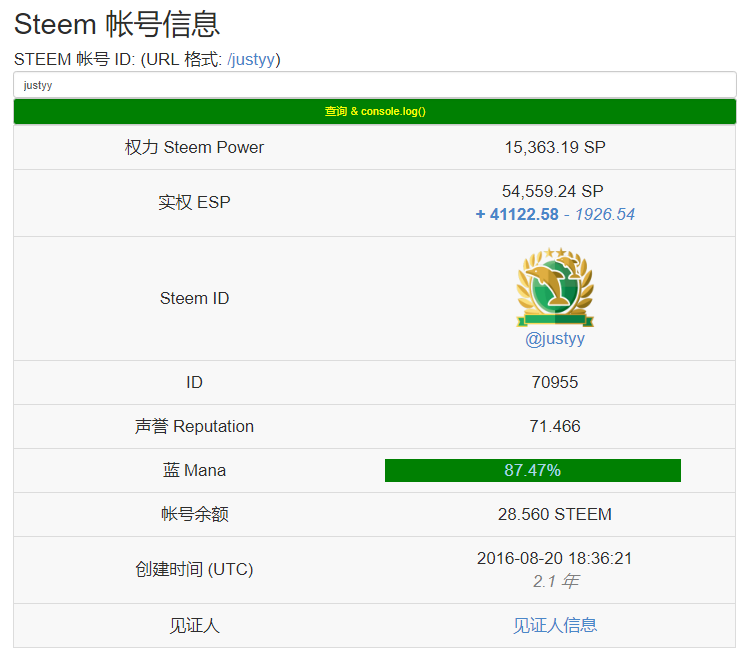 Steem 帐号信息
STEEM 帐号 ID: (URL 格式: /justyy)
justyy
查询 & console.log()
权力 Steem Power 15,363.19 SP
实权 ESP 54,559.24 SP
+ 41122.58 - 1926.54
Steem ID @justyy
ID 70955
声誉 Reputation 71.466
蓝 Mana 87.47%
帐号余额 28.560 STEEM
创建时间 (UTC) 2016-08-20 18:36:21
2.1 年
见证人 见证人信息